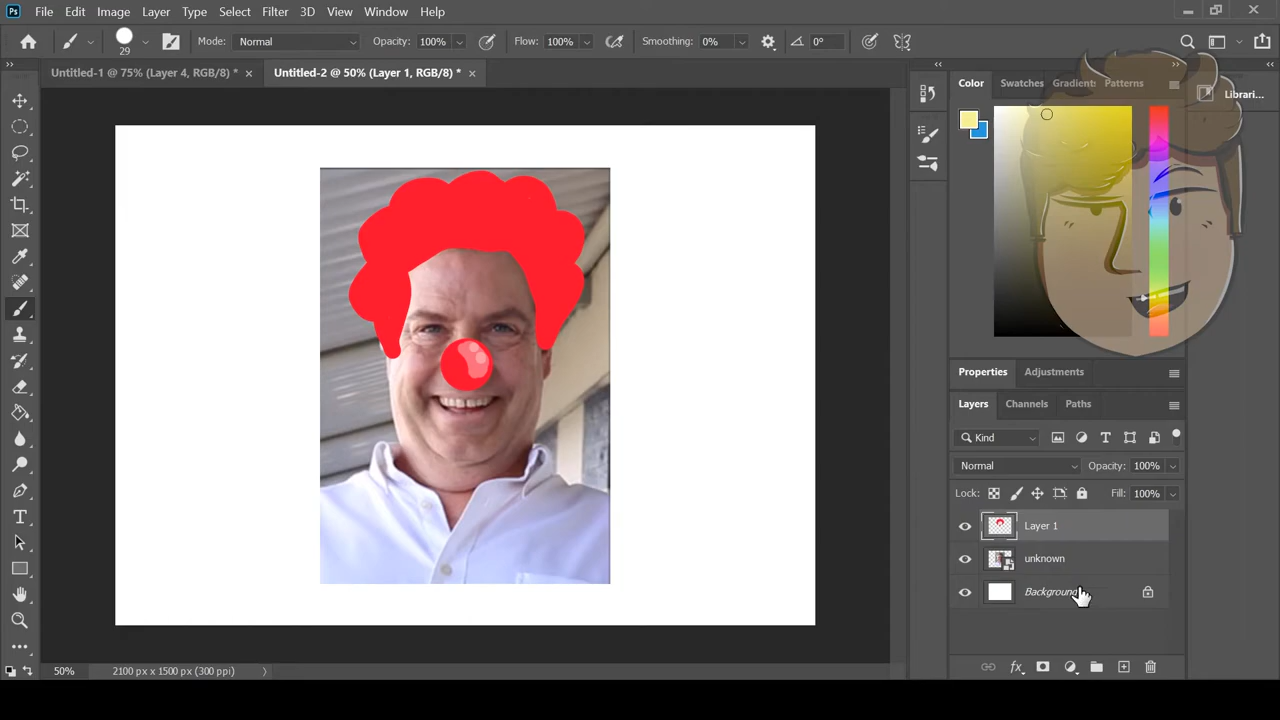 Ps File Edit Image Layer Type Select Filter 3D View Window Help
29 Mode: Normal Opacity: 100% Flow: 100% Smoothing: 0% 0°
Untitled-1 @ 75% (Layer 4, RGB/8) * Untitled-2 @ 50% (Layer 1, RGB/8) *
Color Swatches Gradient Patterns
Librari...
Properties Adjustments
Layers Channels Paths
Kind
Normal Opacity: 100%
Lock: Fill: 100%
Layer 1
unknown
Background
fx
50% 2100 px x 1500 px (300 ppi)